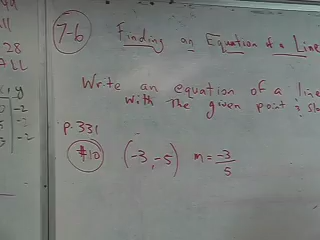 7-6 Finding an Equation of a Line
Write an equation of a line
with the given point &
p.331
#10 (-3,-5) m = -3/5
28
ALL
y
-2
-2
-2